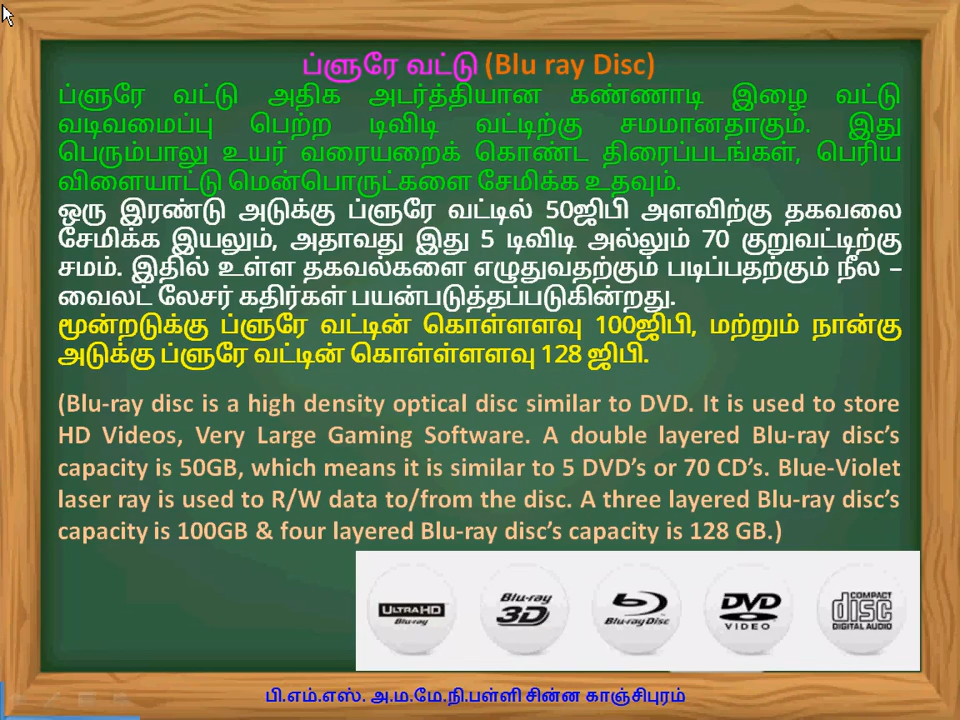 ப்ளுரே வட்டு (Blu ray Disc)
ப்ளுரே வட்டு அதிக அடர்த்தியான கண்ணாடி இழை வட்டு
வடிவமைப்பு பெற்ற டிவிடி வட்டிற்கு சமமானதாகும். இது
பெரும்பாலு உயர் வரையறைக் கொண்ட திரைப்படங்கள், பெரிய
விளையாட்டு மென்பொருட்களை சேமிக்க உதவும்.
ஒரு இரண்டு அடுக்கு ப்ளுரே வட்டில் 50ஜிபி அளவிற்கு தகவலை
சேமிக்க இயலும், அதாவது இது 5 டிவிடி அல்லும் 70 குறுவட்டிற்கு
சமம். இதில் உள்ள தகவல்களை எழுதுவதற்கும் படிப்பதற்கும் நீல –
வைலட் லேசர் கதிர்கள் பயன்படுத்தப்படுகின்றது.
மூன்றடுக்கு ப்ளுரே வட்டின் கொள்ளளவு 100ஜிபி, மற்றும் நான்கு
அடுக்கு ப்ளுரே வட்டின் கொள்ள்ளளவு 128 ஜிபி.
(Blu-ray disc is a high density optical disc similar to DVD. It is used to store
HD Videos, Very Large Gaming Software. A double layered Blu-ray disc’s
capacity is 50GB, which means it is similar to 5 DVD’s or 70 CD’s. Blue-Violet
laser ray is used to R/W data to/from the disc. A three layered Blu-ray disc’s
capacity is 100GB & four layered Blu-ray disc’s capacity is 128 GB.)
ULTRA HD Blu-ray
Blu-ray 3D
Blu-ray Disc
DVD VIDEO
COMPACT disc DIGITAL AUDIO
பி.எம்.எஸ். அ.ம.மே.நி.பள்ளி சின்ன காஞ்சிபுரம்